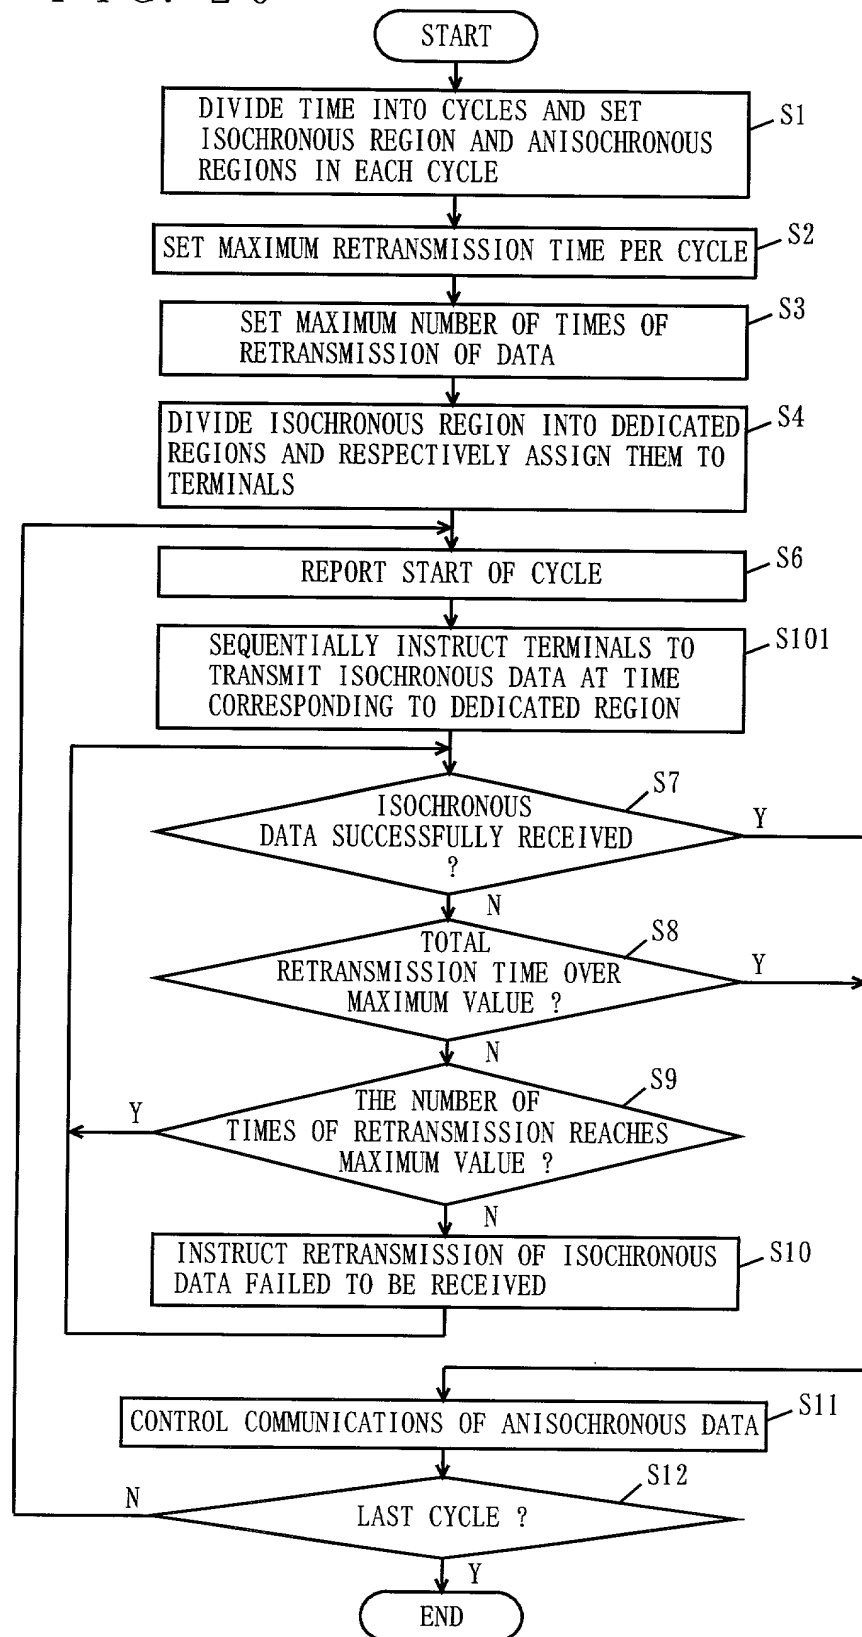 START
DIVIDE TIME INTO CYCLES AND SET
ISOCHRONOUS REGION AND ANISOCHRONOUS
REGIONS IN EACH CYCLE
S1
SET MAXIMUM RETRANSMISSION TIME PER CYCLE
S2
SET MAXIMUM NUMBER OF TIMES OF
RETRANSMISSION OF DATA
S3
DIVIDE ISOCHRONOUS REGION INTO DEDICATED
REGIONS AND RESPECTIVELY ASSIGN THEM TO
TERMINALS
S4
REPORT START OF CYCLE
S6
SEQUENTIALLY INSTRUCT TERMINALS TO
TRANSMIT ISOCHRONOUS DATA AT TIME
CORRESPONDING TO DEDICATED REGION
S101
ISOCHRONOUS
DATA SUCCESSFULLY RECEIVED
?
S7
Y
N
TOTAL
RETRANSMISSION TIME OVER
MAXIMUM VALUE ?
S8
Y
N
THE NUMBER OF
TIMES OF RETRANSMISSION REACHES
MAXIMUM VALUE ?
S9
Y
N
INSTRUCT RETRANSMISSION OF ISOCHRONOUS
DATA FAILED TO BE RECEIVED
S10
CONTROL COMMUNICATIONS OF ANISOCHRONOUS DATA
S11
LAST CYCLE ?
S12
N
Y
END